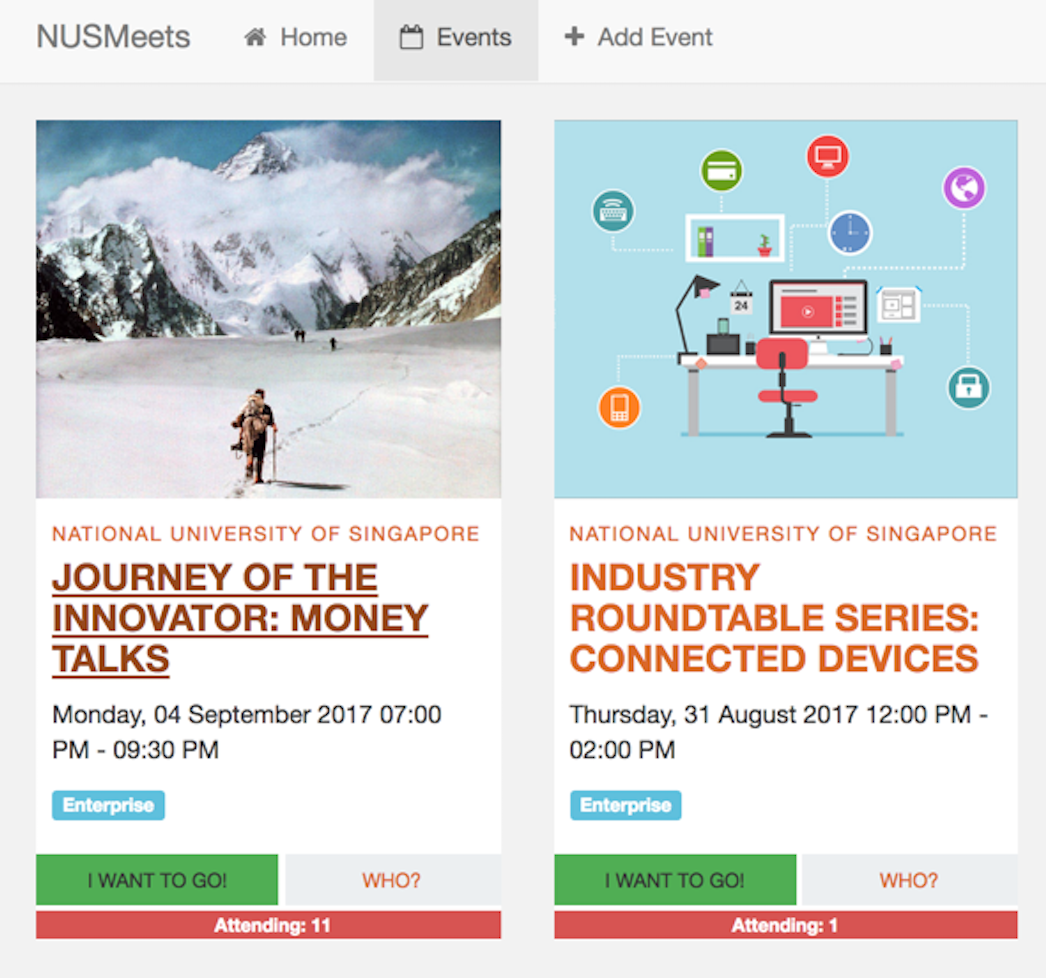 NUSMeets Home Events Add Event
24
NATIONAL UNIVERSITY OF SINGAPORE
JOURNEY OF THE
INNOVATOR: MONEY
TALKS
Monday, 04 September 2017 07:00
PM - 09:30 PM
Enterprise
I WANT TO GO! WHO?
Attending: 11
NATIONAL UNIVERSITY OF SINGAPORE
INDUSTRY
ROUNDTABLE SERIES:
CONNECTED DEVICES
Thursday, 31 August 2017 12:00 PM -
02:00 PM
Enterprise
I WANT TO GO! WHO?
Attending: 1